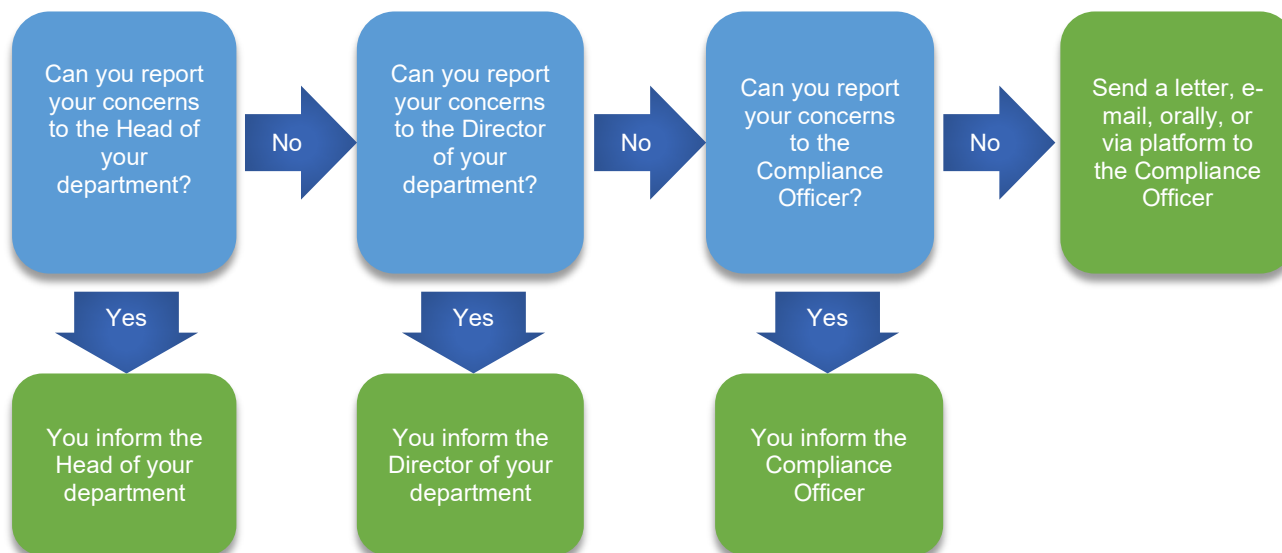 Can you report
your concerns
to the Head of
your
department?
No
Can you report
your concerns
to the Director
of your
department?
No
Can you report
your concerns
to the
Compliance
Officer?
No
Send a letter, e-
mail, orally, or
via platform to
the Compliance
Officer
Yes
Yes
Yes
You inform the
Head of your
department
You inform the
Director of your
department
You inform the
Compliance
Officer